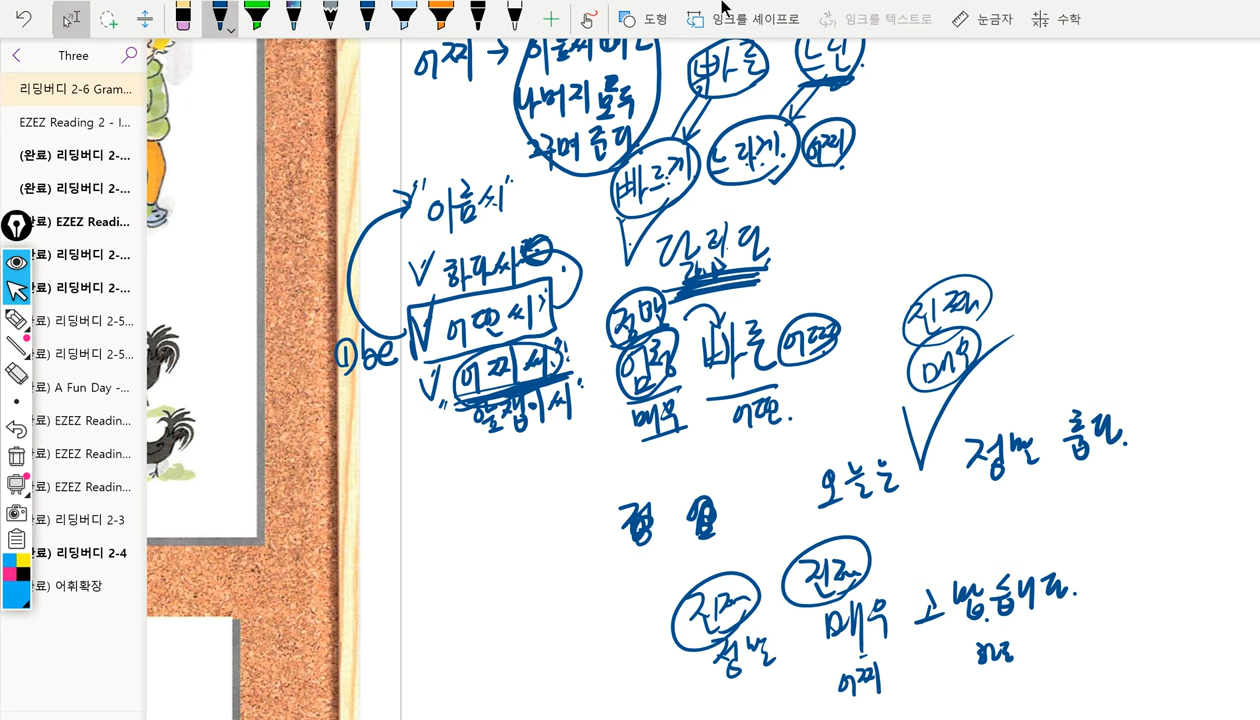 도형
잉크를 셰이프로
잉크를 텍스트로
눈금자
수학
Three
리딩버디 2-6 Gram...
EZEZ Reading 2 - I...
(완료) 리딩버디 2-...
(완료) 리딩버디 2-...
료) EZEZ Readi...
료) 리딩버디 2-...
료) 리딩버디 2-...
료) 리딩버디 2-5...
료) 리딩버디 2-5...
료) A Fun Day -...
료) EZEZ Readin...
료) EZEZ Readin...
료) EZEZ Readin...
료) 리딩버디 2-3
료) 리딩버디 2-4
료) 어휘확장
어찌 →
나머지 모두
꾸며 준다
빠른
느린
빠르게
느리게
어찌
달리다
"이름씨"
하다씨
어떤씨
① be
어찌씨
정말
엄청
빠른
어떤
매우
어떤.
진짜
매우
오늘은
정말 춥다.
진짜
정말
진짜
매우
고맙습니다.
어찌